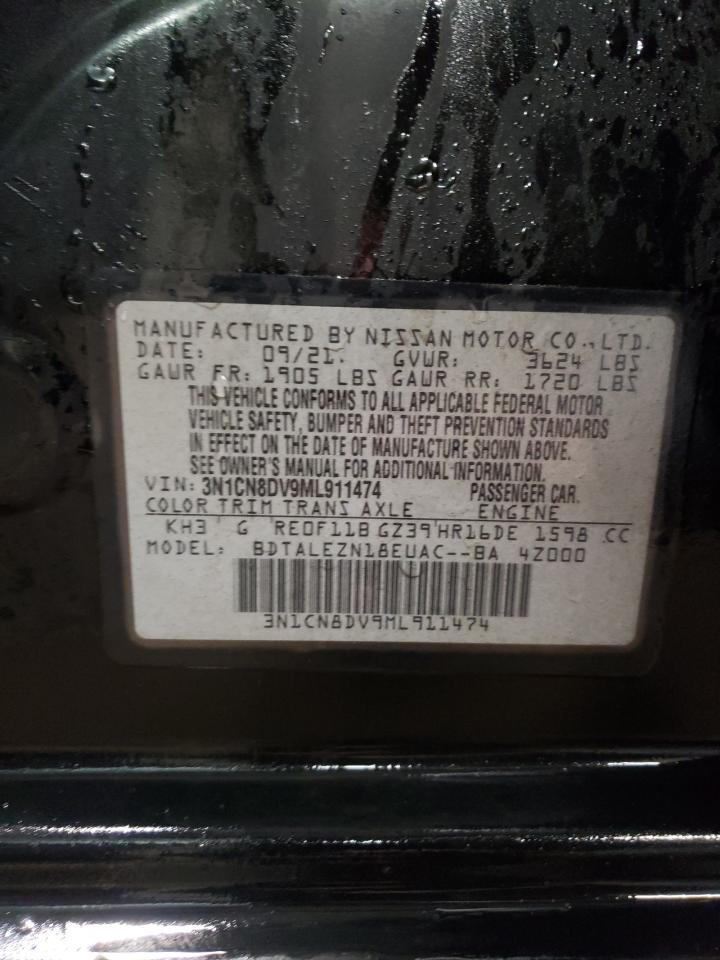 MANUFACTURED BY NISSAN MOTOR CO., LTD.
DATE: 09/21. GVWR: 3624 LBS
GAWR FR: 1905 LBS GAWR RR: 1720 LBS
THIS VEHICLE CONFORMS TO ALL APPLICABLE FEDERAL MOTOR
VEHICLE SAFETY, BUMPER AND THEFT PREVENTION STANDARDS
IN EFFECT ON THE DATE OF MANUFACTURE SHOWN ABOVE.
SEE OWNER'S MANUAL FOR ADDITIONAL INFORMATION.
VIN: 3N1CN8DV9ML911474 PASSENGER CAR.
COLOR TRIM TRANS AXLE ENGINE
KH3 G RE0F11B GZ39 HR16DE 1598 CC
MODEL: BDTALEZN18EUAC--BA 4Z000
3N1CN8DV9ML911474